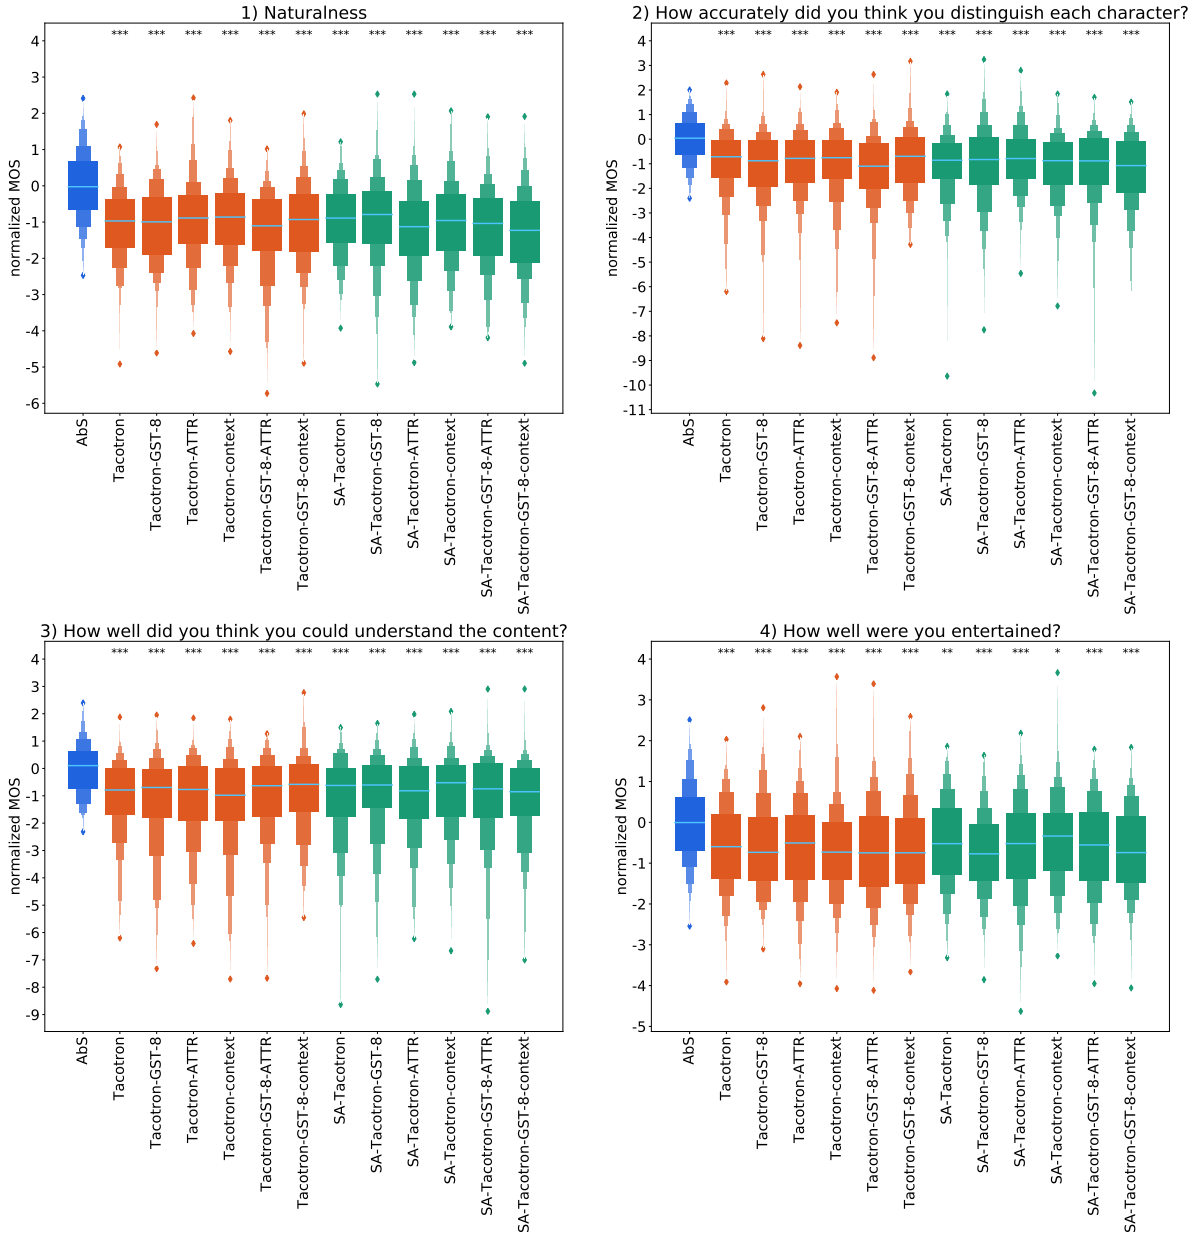 1) Naturalness
*** *** *** *** *** *** *** *** *** *** *** ***
normalized MOS
4
3
2
1
0
-1
-2
-3
-4
-5
-6
AbS
Tacotron
Tacotron-GST-8
Tacotron-ATTR
Tacotron-context
Tacotron-GST-8-ATTR
Tacotron-GST-8-context
SA-Tacotron
SA-Tacotron-GST-8
SA-Tacotron-ATTR
SA-Tacotron-context
SA-Tacotron-GST-8-ATTR
SA-Tacotron-GST-8-context
2) How accurately did you think you distinguish each character?
*** *** *** *** *** *** *** *** *** *** *** ***
normalized MOS
4
3
2
1
0
-1
-2
-3
-4
-5
-6
-7
-8
-9
-10
-11
AbS
Tacotron
Tacotron-GST-8
Tacotron-ATTR
Tacotron-context
Tacotron-GST-8-ATTR
Tacotron-GST-8-context
SA-Tacotron
SA-Tacotron-GST-8
SA-Tacotron-ATTR
SA-Tacotron-context
SA-Tacotron-GST-8-ATTR
SA-Tacotron-GST-8-context
3) How well did you think you could understand the content?
*** *** *** *** *** *** *** *** *** *** *** ***
normalized MOS
4
3
2
1
0
-1
-2
-3
-4
-5
-6
-7
-8
-9
AbS
Tacotron
Tacotron-GST-8
Tacotron-ATTR
Tacotron-context
Tacotron-GST-8-ATTR
Tacotron-GST-8-context
SA-Tacotron
SA-Tacotron-GST-8
SA-Tacotron-ATTR
SA-Tacotron-context
SA-Tacotron-GST-8-ATTR
SA-Tacotron-GST-8-context
4) How well were you entertained?
*** *** *** *** *** *** ** *** *** * *** ***
normalized MOS
4
3
2
1
0
-1
-2
-3
-4
-5
AbS
Tacotron
Tacotron-GST-8
Tacotron-ATTR
Tacotron-context
Tacotron-GST-8-ATTR
Tacotron-GST-8-context
SA-Tacotron
SA-Tacotron-GST-8
SA-Tacotron-ATTR
SA-Tacotron-context
SA-Tacotron-GST-8-ATTR
SA-Tacotron-GST-8-context